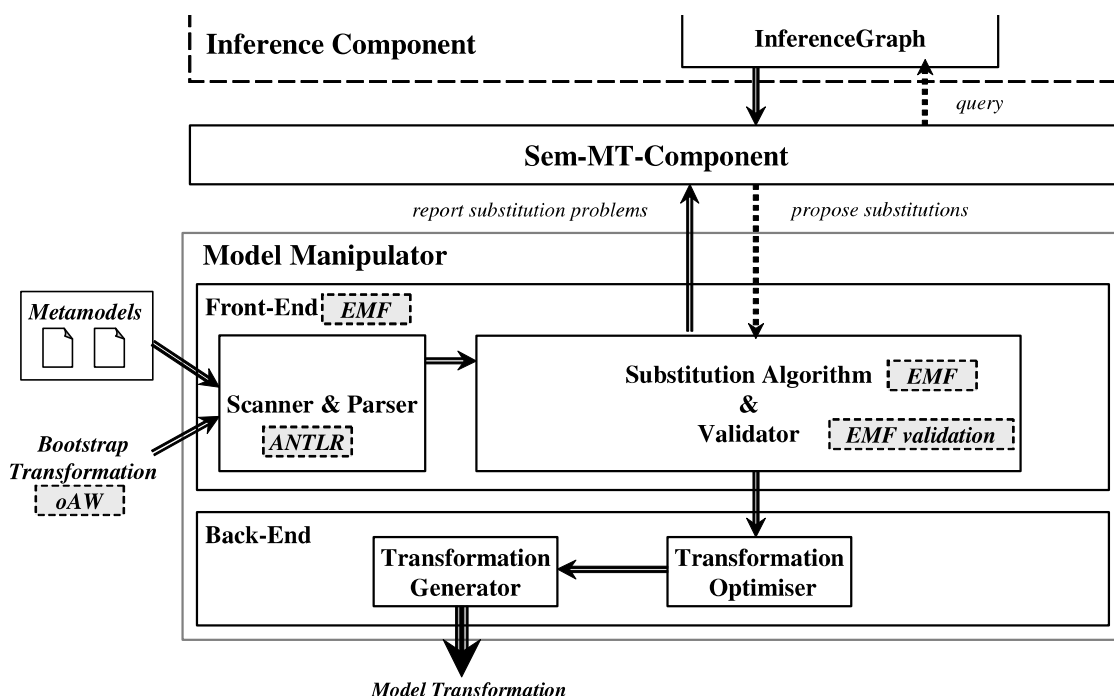 Inference Component
InferenceGraph
query
Sem-MT-Component
report substitution problems
propose substitutions
Model Manipulator
Metamodels
Front-End
EMF
Scanner & Parser
ANTLR
Substitution Algorithm
EMF
&
Validator
EMF validation
Bootstrap
Transformation
oAW
Back-End
Transformation
Generator
Transformation
Optimiser
Model Transformation